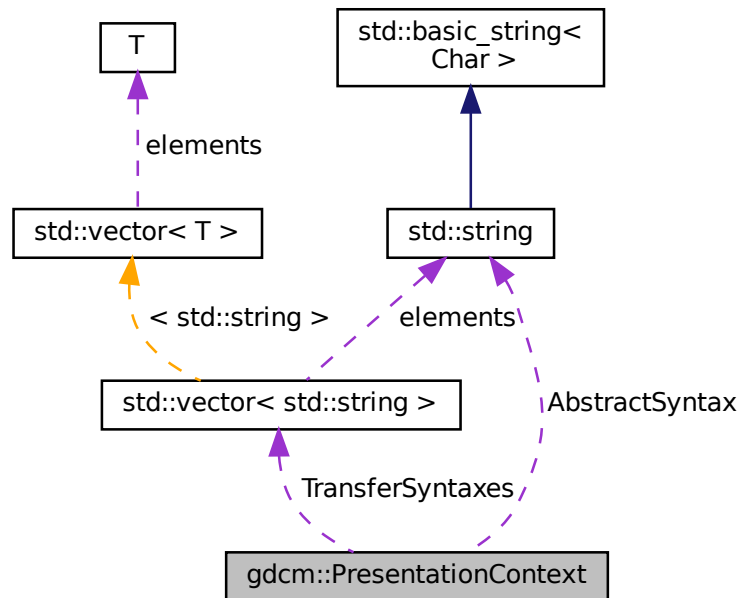 T
std::basic_string<
Char >
elements
std::vector< T >
std::string
< std::string >
elements
std::vector< std::string >
AbstractSyntax
TransferSyntaxes
gdcm::PresentationContext